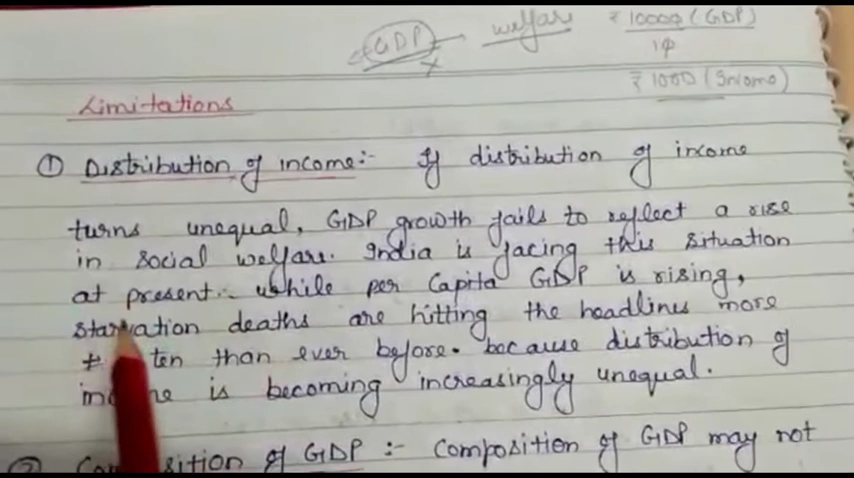 GDP welfare ₹ 10000 (GDP)
10
₹ 1000 (Income)
Limitations
① Distribution of income:- If distribution of income
turns unequal, GDP growth fails to reflect a rise
in social welfare. India is facing this situation
at present. While per Capita GDP is rising,
starvation deaths are hitting the headlines more
ten than ever before. because distribution of
is becoming increasingly unequal.
② sition of GDP :- Composition of GDP may not